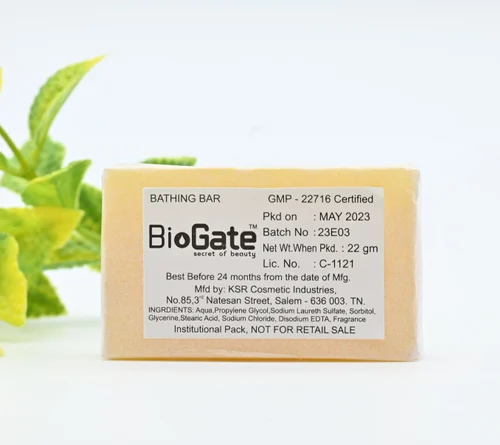 BATHING BAR GMP - 22716 Certified
Pkd on : MAY 2023
BioGate™ Batch No : 23E03
secret of beauty Net Wt.When Pkd. : 22 gm
Lic. No. : C-1121
Best Before 24 months from the date of Mfg.
Mfd by: KSR Cosmetic Industries,
No.85,3rd Natesan Street, Salem - 636 003. TN.
INGRDIENTS: Aqua,Propylene Glycol,Sodium Laureth Sulfate, Sorbitol,
Glycerine,Stearic Acid, Sodium Chloride, Disodium EDTA, Fragrance
Institutional Pack, NOT FOR RETAIL SALE